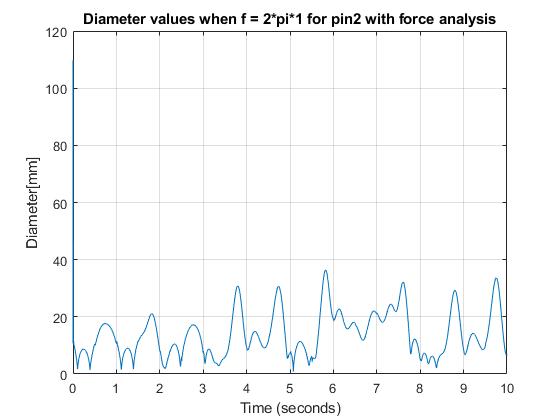 Diameter values when f = 2*pi*1 for pin2 with force analysis
120
100
80
60
40
20
0
Diameter[mm]
0 1 2 3 4 5 6 7 8 9 10
Time (seconds)